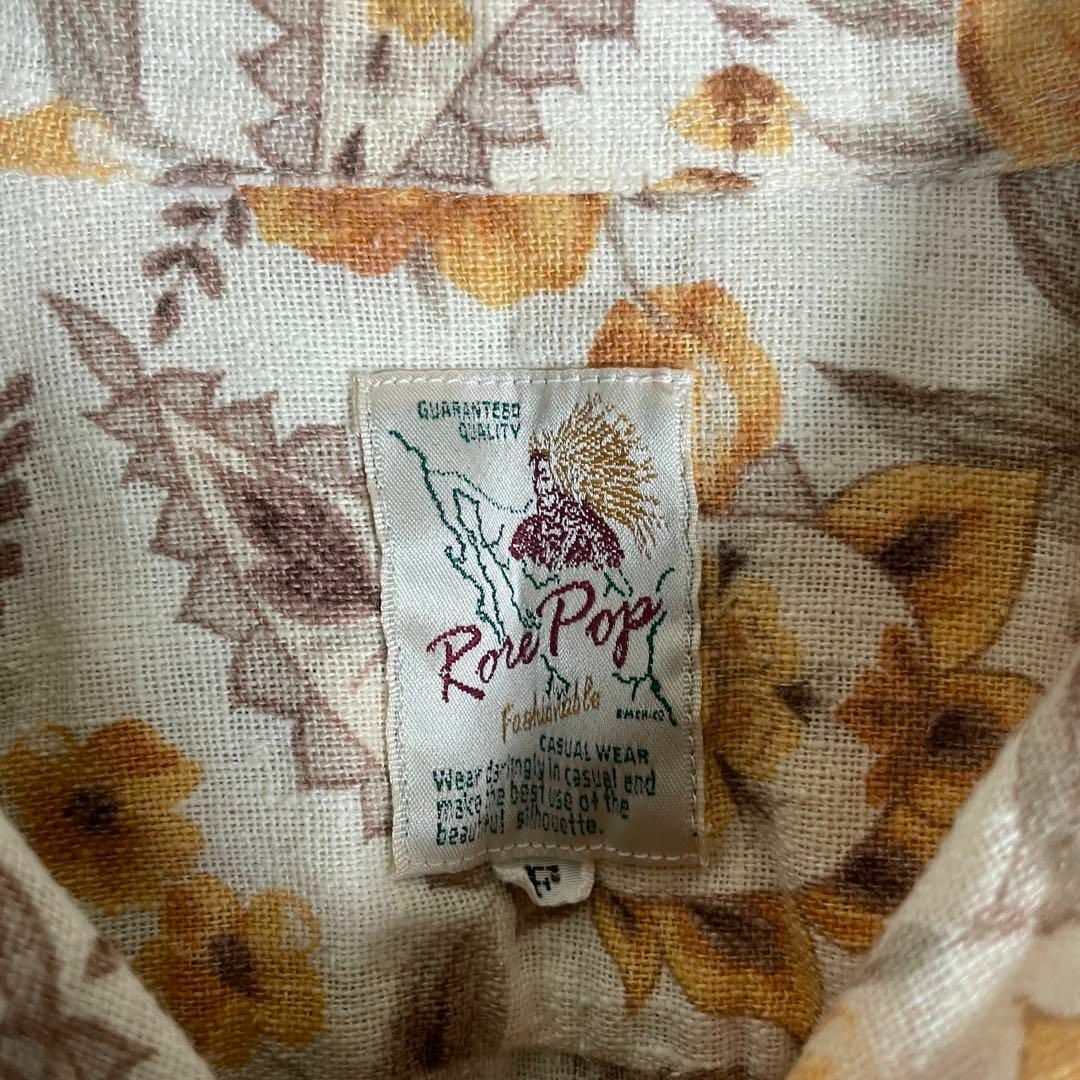 GUARANTEED
QUALITY
Rore Pop
Fashionable
CASUAL WEAR
Wear daringly in casual and
make the best use of the
beautiful silhouette.
F